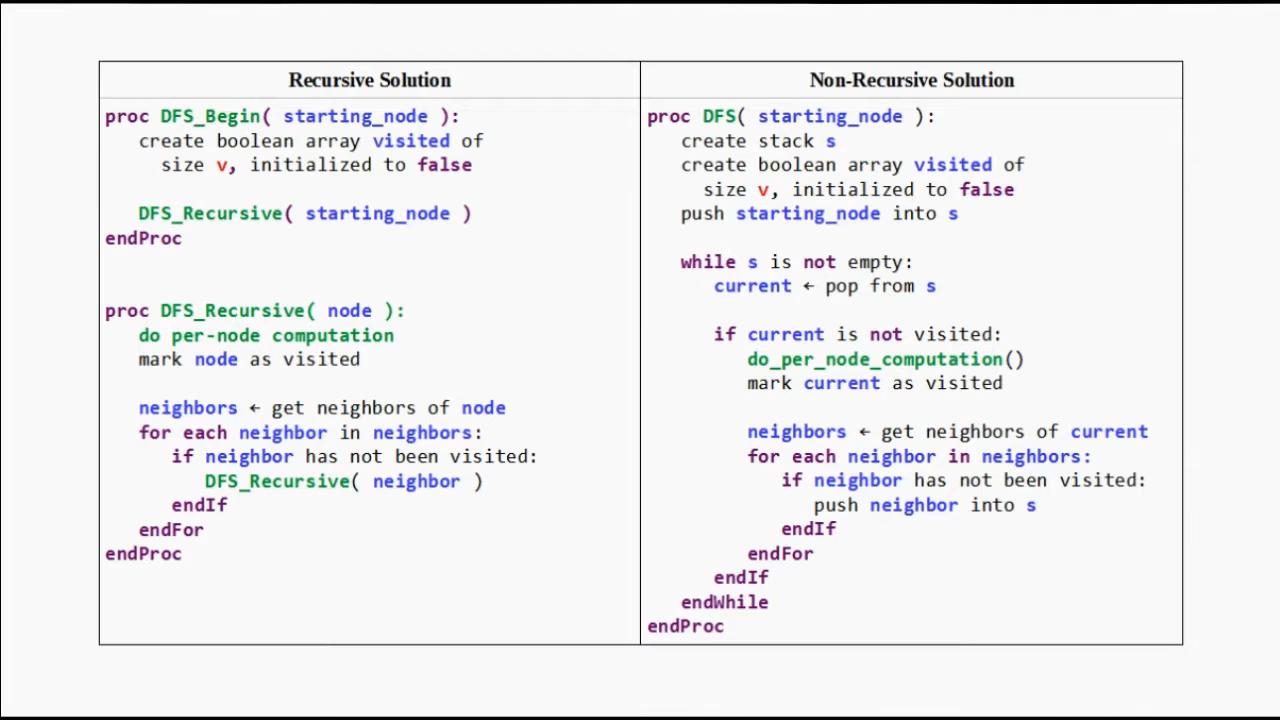 Recursive Solution
proc DFS_Begin( starting_node ):
create boolean array visited of
size v, initialized to false
DFS_Recursive( starting_node )
endProc
proc DFS_Recursive( node ):
do per-node computation
mark node as visited
neighbors ← get neighbors of node
for each neighbor in neighbors:
if neighbor has not been visited:
DFS_Recursive( neighbor )
endIf
endFor
endProc
Non-Recursive Solution
proc DFS( starting_node ):
create stack s
create boolean array visited of
size v, initialized to false
push starting_node into s
while s is not empty:
current ← pop from s
if current is not visited:
do_per_node_computation()
mark current as visited
neighbors ← get neighbors of current
for each neighbor in neighbors:
if neighbor has not been visited:
push neighbor into s
endIf
endFor
endIf
endWhile
endProc